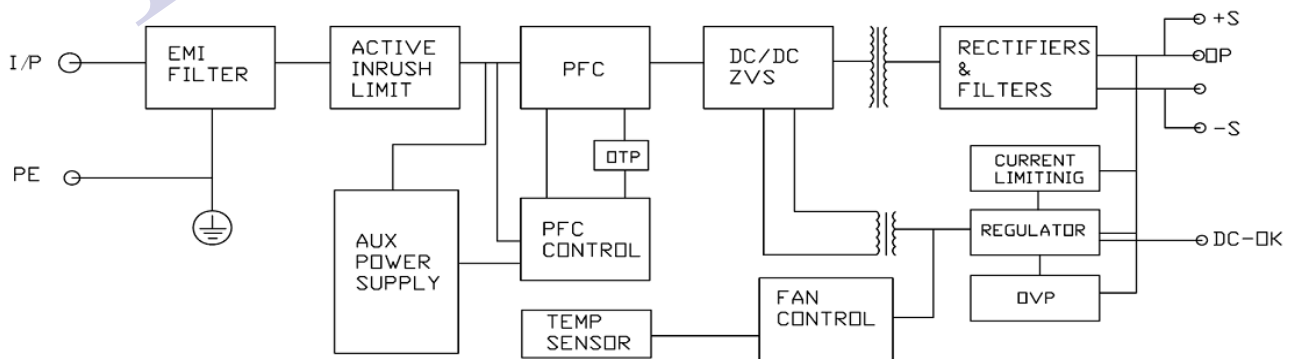 I/P
EMI
FILTER
ACTIVE
INRUSH
LIMIT
PFC
DC/DC
ZVS
RECTIFIERS
&
FILTERS
+S
OP
-S
PE
OTP
AUX
POWER
SUPPLY
PFC
CONTROL
CURRENT
LIMITINIG
REGULATOR
DC-OK
OVP
TEMP
SENSOR
FAN
CONTROL